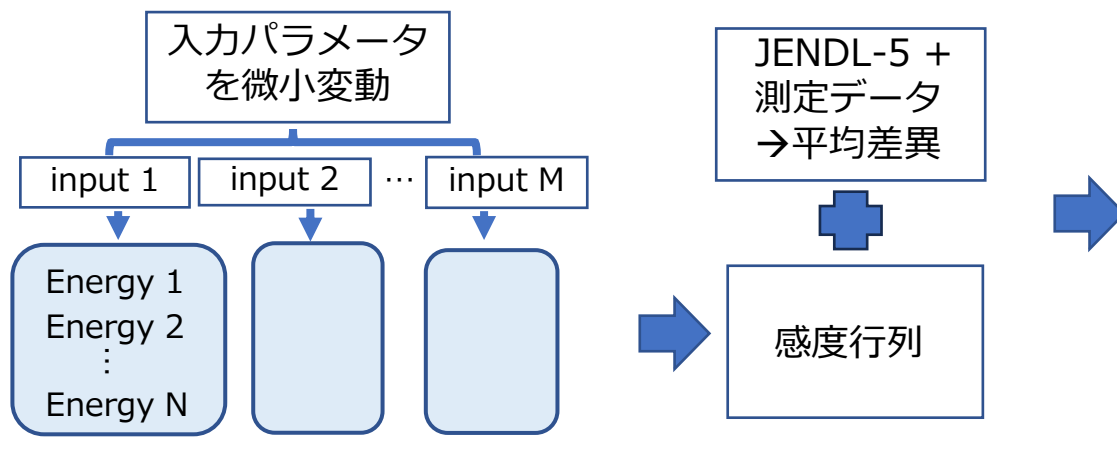 入力パラメータ
を微小変動
input 1
input 2
…
input M
Energy 1
Energy 2
⋮
Energy N
JENDL-5 +
測定データ
→平均差異
感度行列